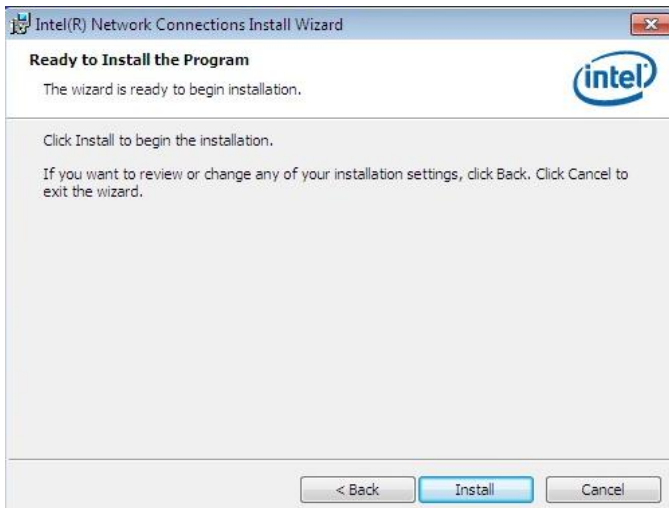 Intel(R) Network Connections Install Wizard
Ready to Install the Program
The wizard is ready to begin installation.
intel
Click Install to begin the installation.
If you want to review or change any of your installation settings, click Back. Click Cancel to
exit the wizard.
< Back
Install
Cancel